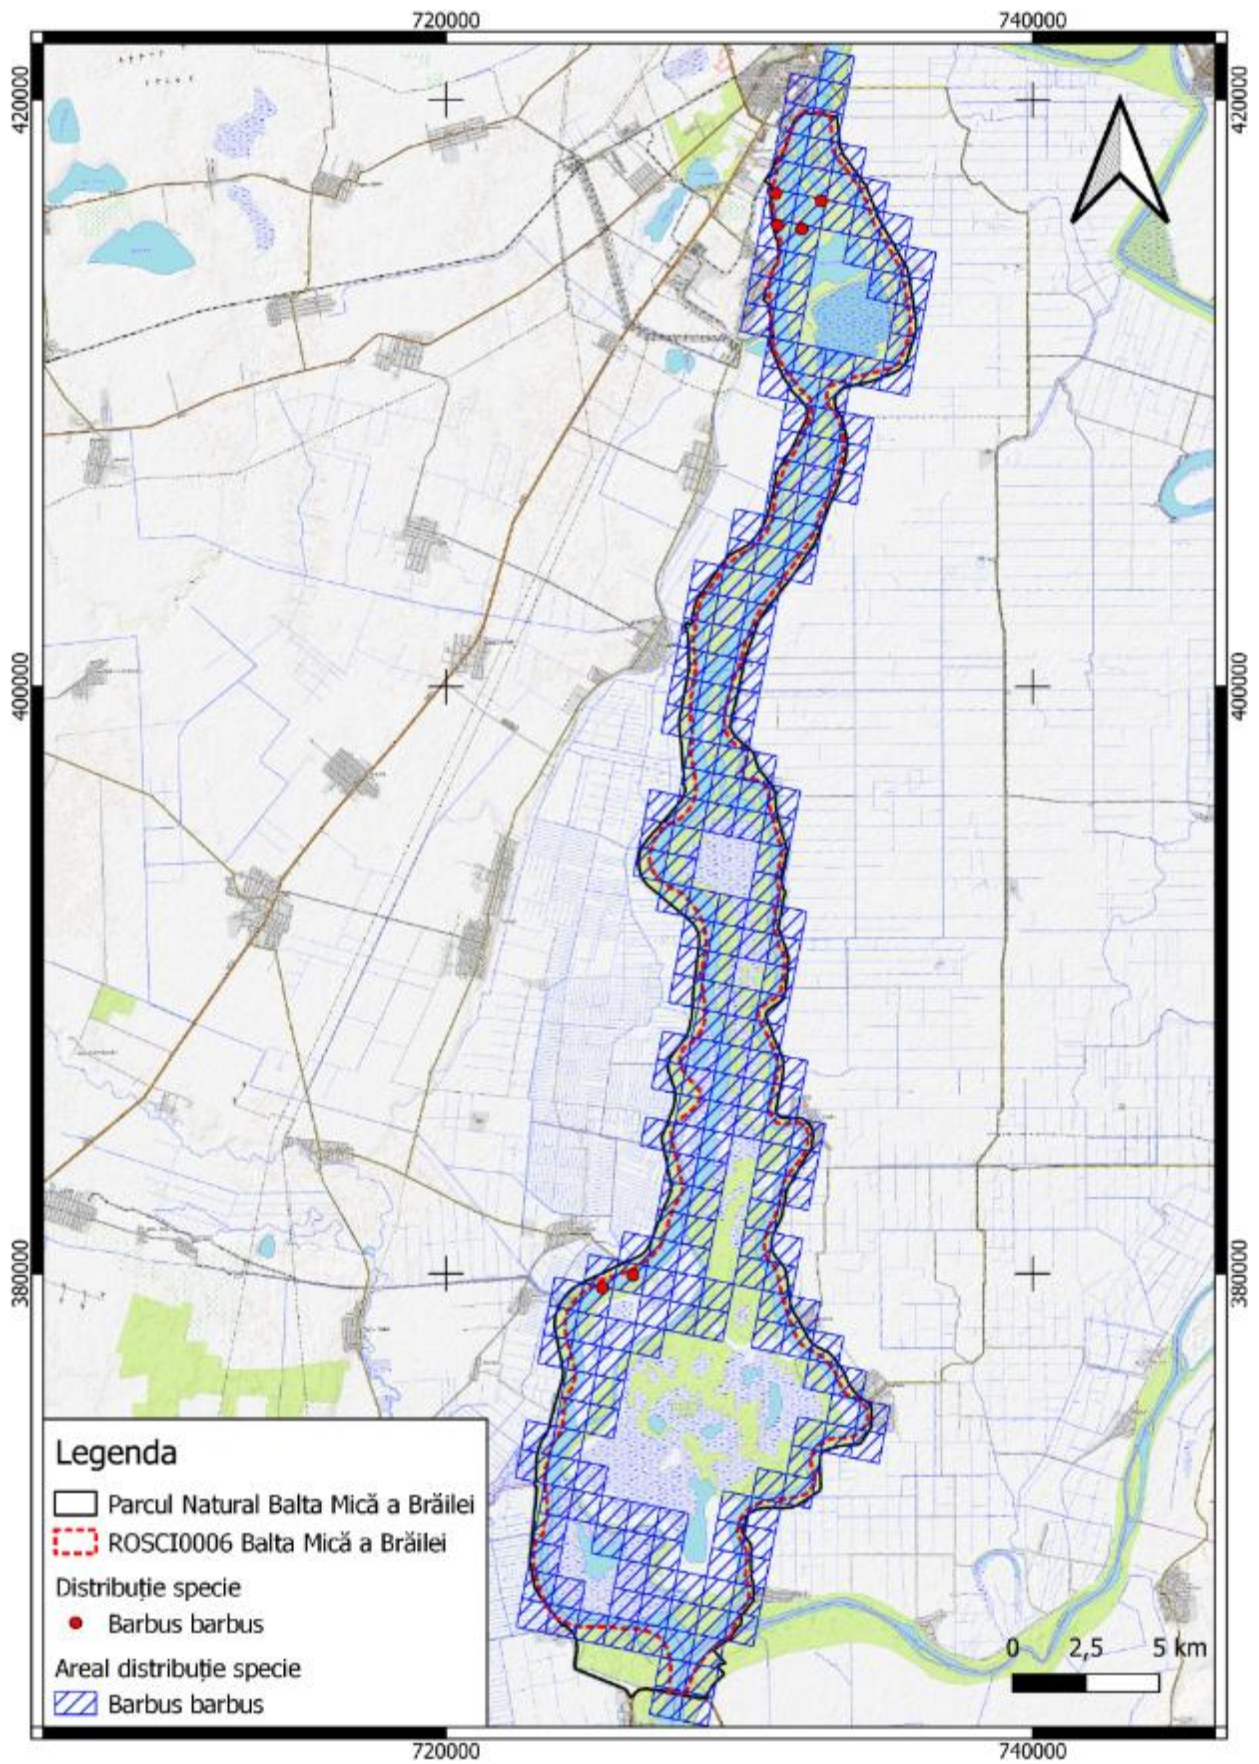 720000
740000
420000
420000
400000
400000
380000
380000
Legenda
Parcul Natural Balta Mică a Brăilei
ROSCI0006 Balta Mică a Brăilei
Distribuție specie
Barbus barbus
Areal distribuție specie
Barbus barbus
0 2,5 5 km
720000
740000